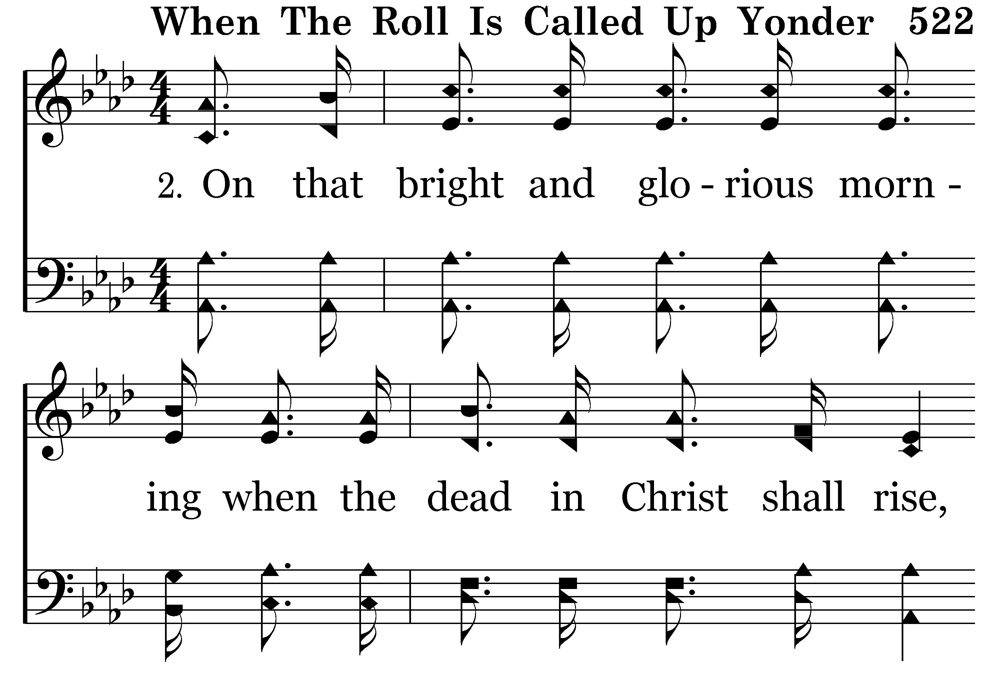 When The Roll Is Called Up Yonder 522
2. On that bright and glo - rious morn -
ing when the dead in Christ shall rise,